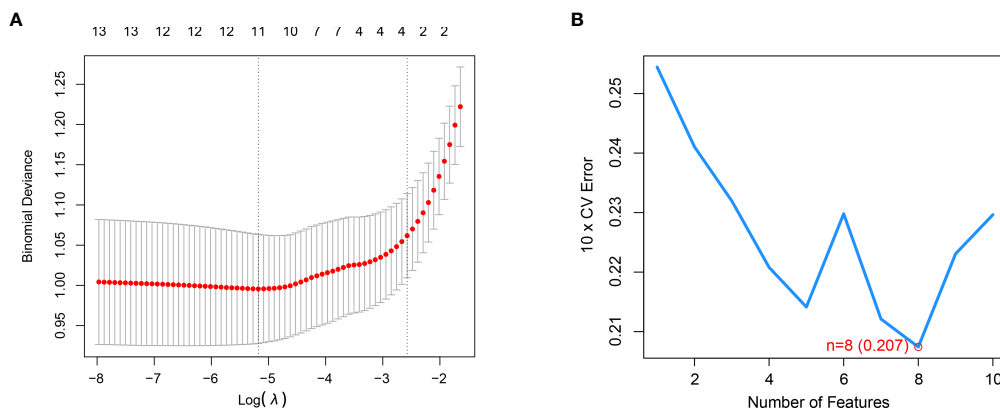 A
13 13 12 12 12 11 10 7 7 4 4 4 2 2
Binomial Deviance
1.25
1.20
1.15
1.10
1.05
1.00
0.95
−8 −7 −6 −5 −4 −3 −2
Log(λ)
B
10 x CV Error
0.25
0.24
0.23
0.22
0.21
n=8 (0.207)
2 4 6 8 10
Number of Features